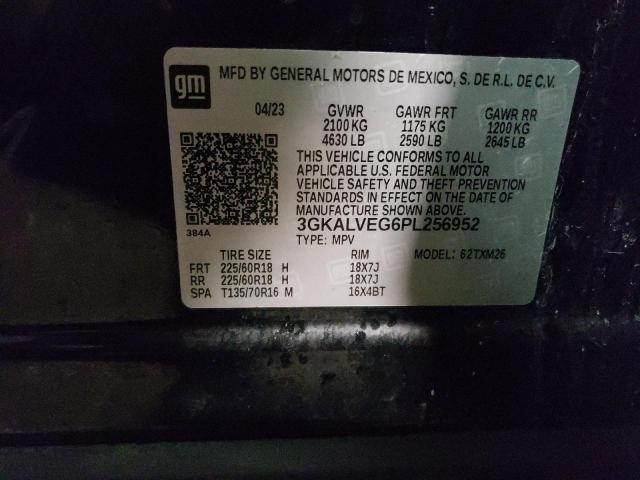 gm
MFD BY GENERAL MOTORS DE MEXICO, S. DE R.L. DE C.V.
04/23 GVWR GAWR FRT GAWR RR
2100 KG 1175 KG 1200 KG
4630 LB 2590 LB 2645 LB
THIS VEHICLE CONFORMS TO ALL
APPLICABLE U.S. FEDERAL MOTOR
VEHICLE SAFETY AND THEFT PREVENTION
STANDARDS IN EFFECT ON THE DATE OF
MANUFACTURE SHOWN ABOVE.
384A
3GKALVEG6PL256952
TYPE: MPV
TIRE SIZE RIM MODEL: 62TXM26
FRT 225/60R18 H 18X7J
RR 225/60R18 H 18X7J
SPA T135/70R16 M 16X4BT